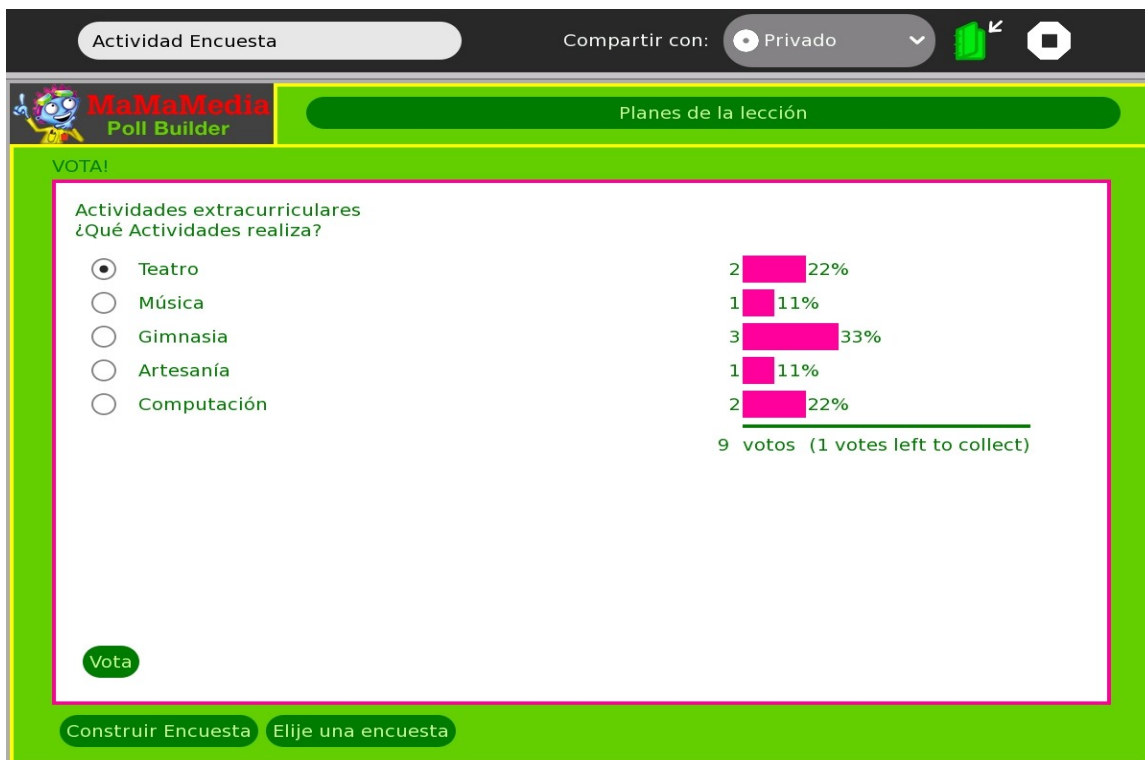 Actividad Encuesta Compartir con: Privado
MaMaMedia
Poll Builder
Planes de la lección
VOTA!
Actividades extracurriculares
¿Qué Actividades realiza?
Teatro 2 22%
Música 1 11%
Gimnasia 3 33%
Artesanía 1 11%
Computación 2 22%
9 votos (1 votes left to collect)
Vota
Construir Encuesta Elije una encuesta